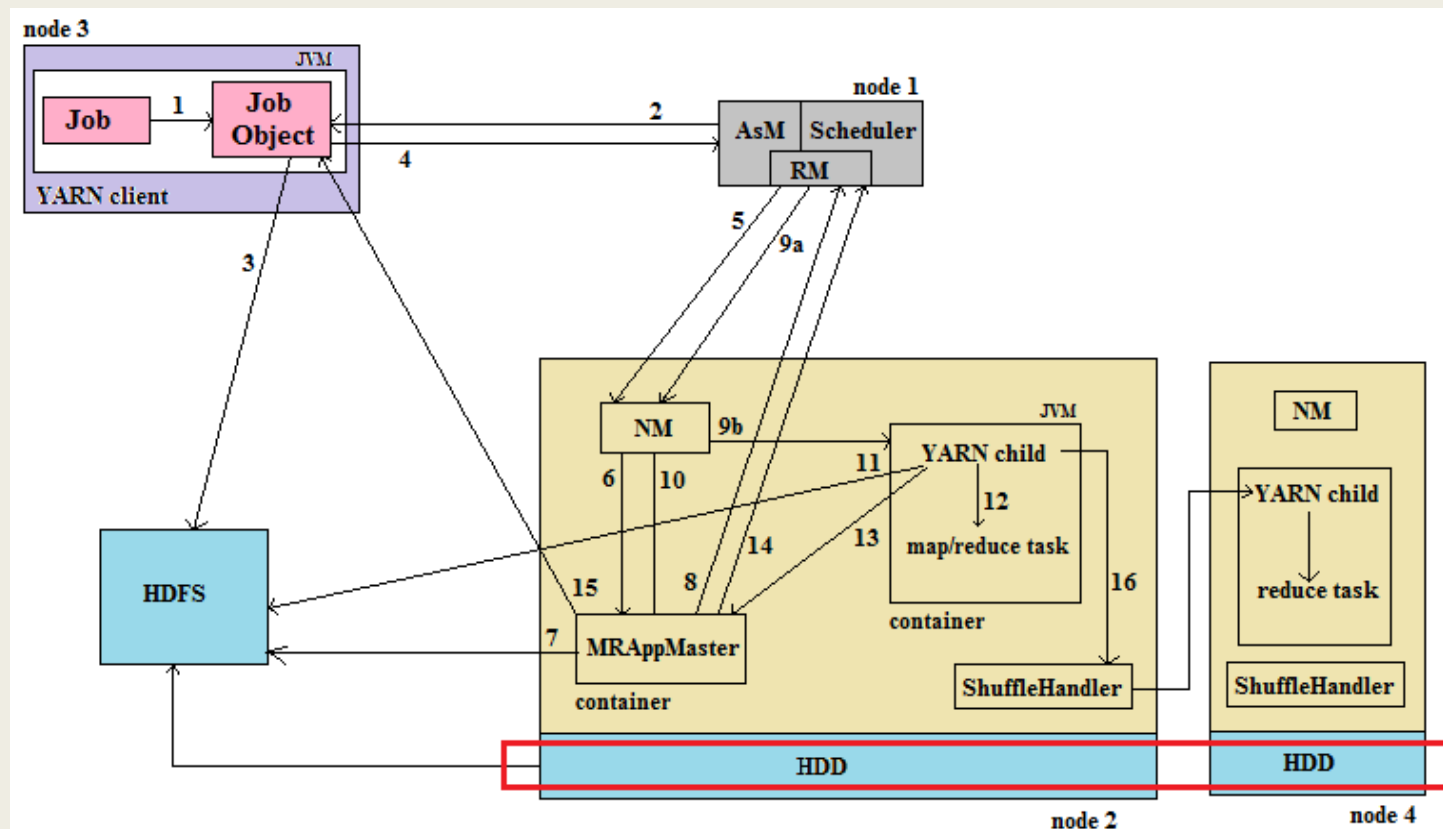 node 3
JVM
Job
1
Job
Object
YARN client
2
4
node 1
AsM
Scheduler
RM
3
5
9a
NM
9b
6
10
JVM
YARN child
11
12
map/reduce task
13
16
container
NM
YARN child
reduce task
HDFS
15
8
14
7
MRAppMaster
container
ShuffleHandler
ShuffleHandler
HDD
HDD
node 2
node 4